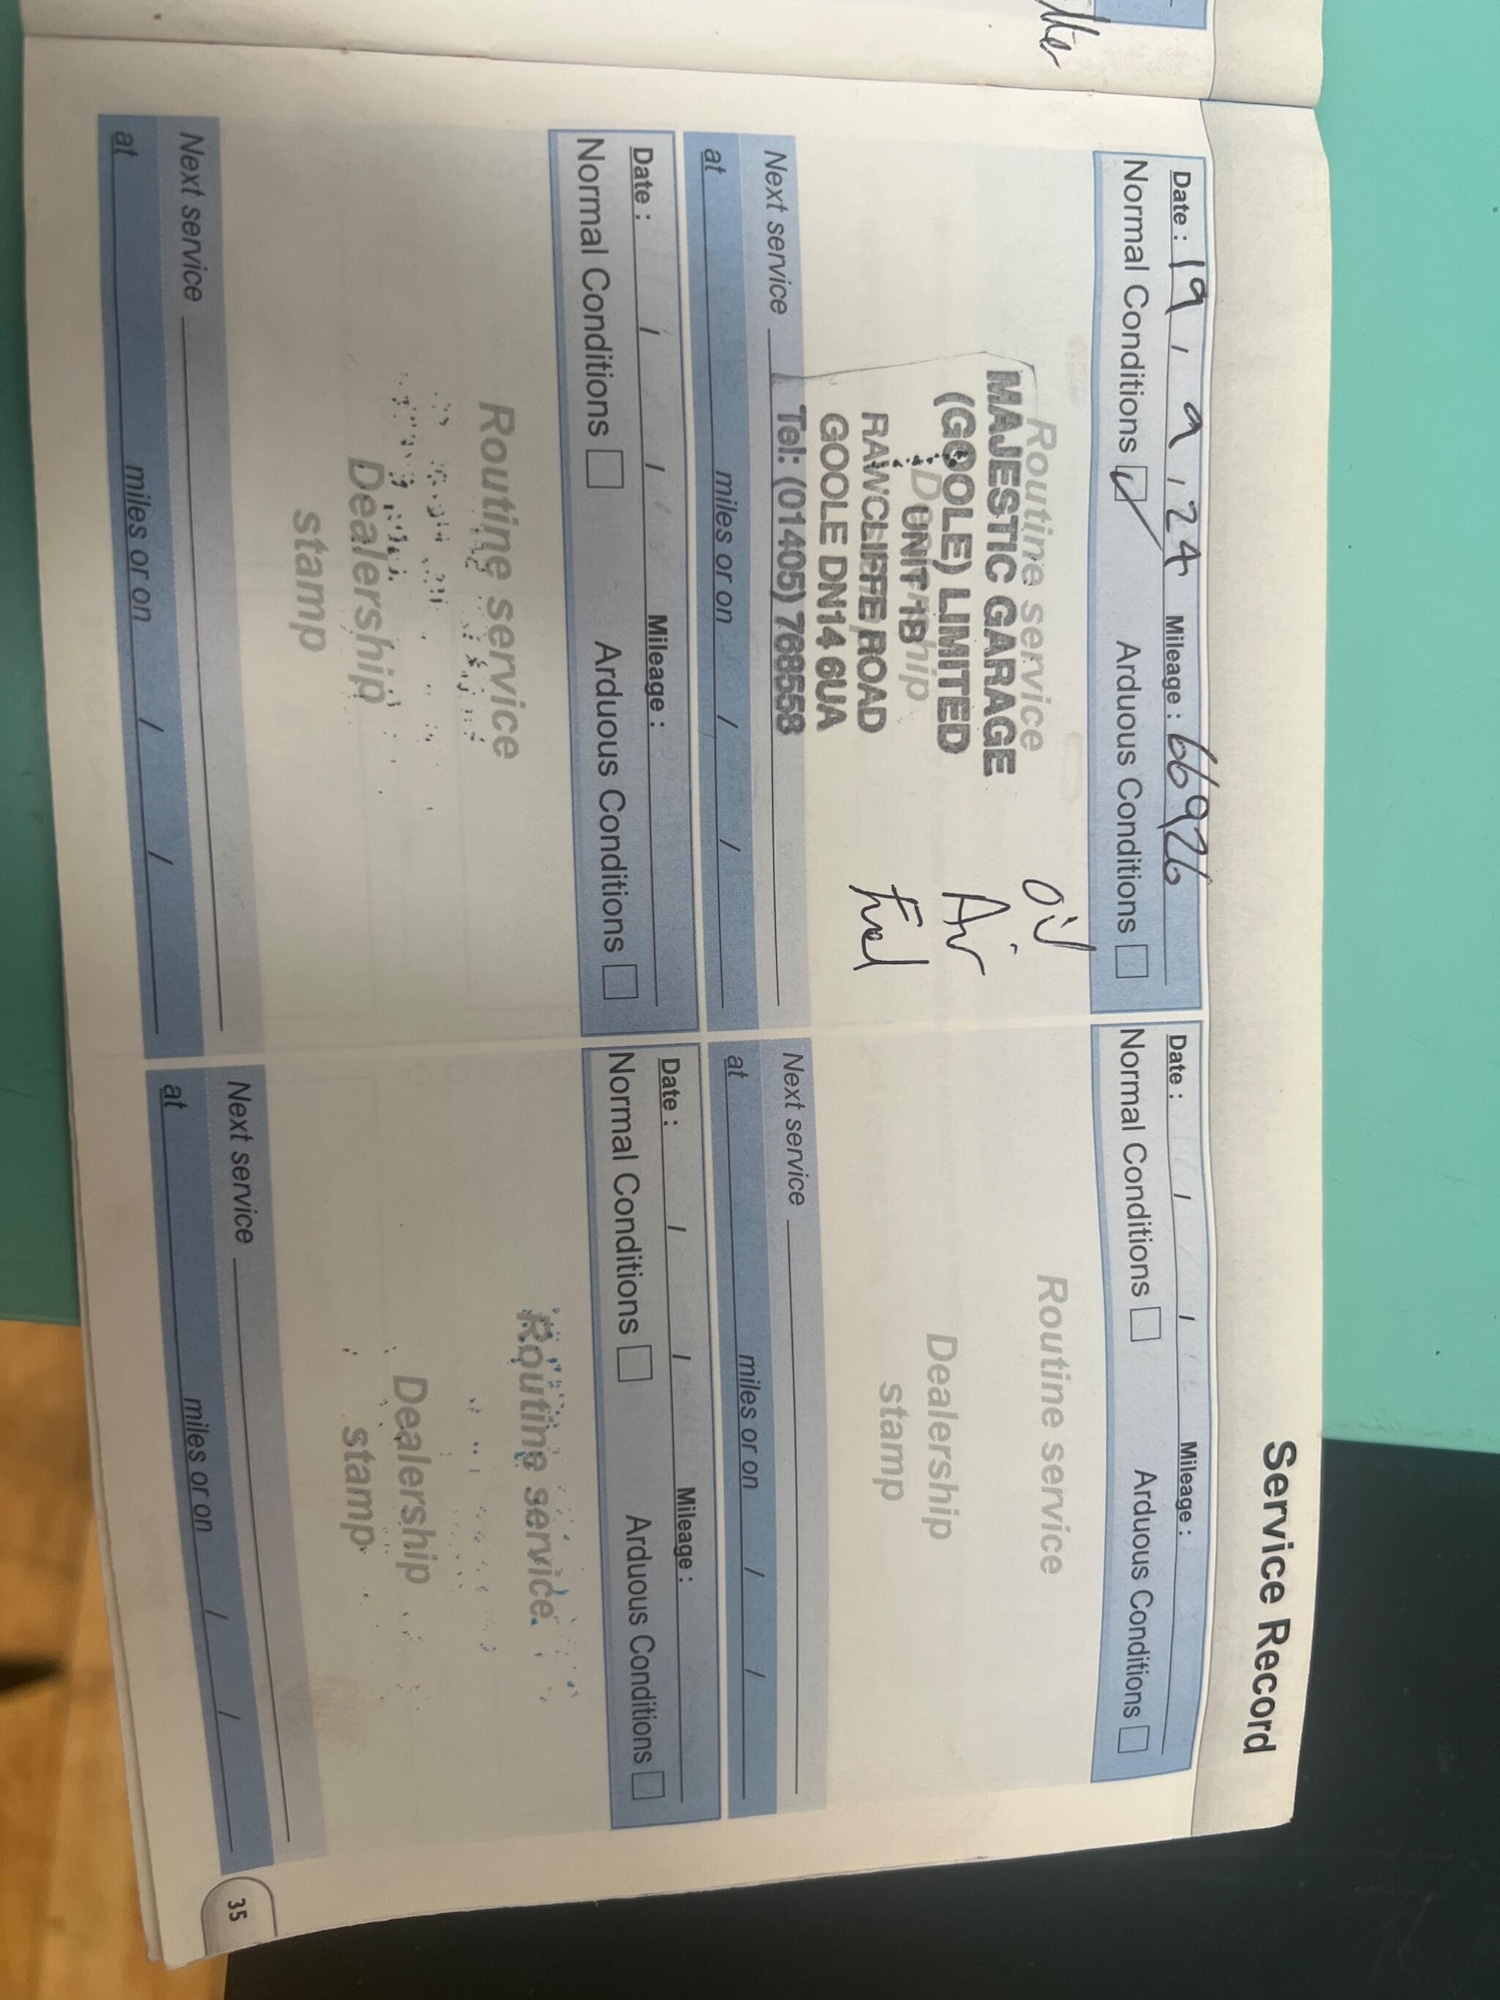 Service Record
Date : 19 / 9 / 24 Mileage : 66926
Normal Conditions Arduous Conditions
Routine service
Dealership
MAJESTIC GARAGE
(GOOLE) LIMITED
UNIT 1B
RAWCLIFFE ROAD
GOOLE DN14 6UA
Tel: (01405) 768558
Oil
Air
Fuel
Next service
at miles or on / /
Date : / / Mileage :
Normal Conditions Arduous Conditions
Routine service
Dealership
stamp
Next service
at miles or on / /
Date : / / Mileage :
Normal Conditions Arduous Conditions
Routine service
Dealership
stamp
Next service
at miles or on / /
Date : / / Mileage :
Normal Conditions Arduous Conditions
Routine service
Dealership
stamp
Next service
at miles or on / /
35